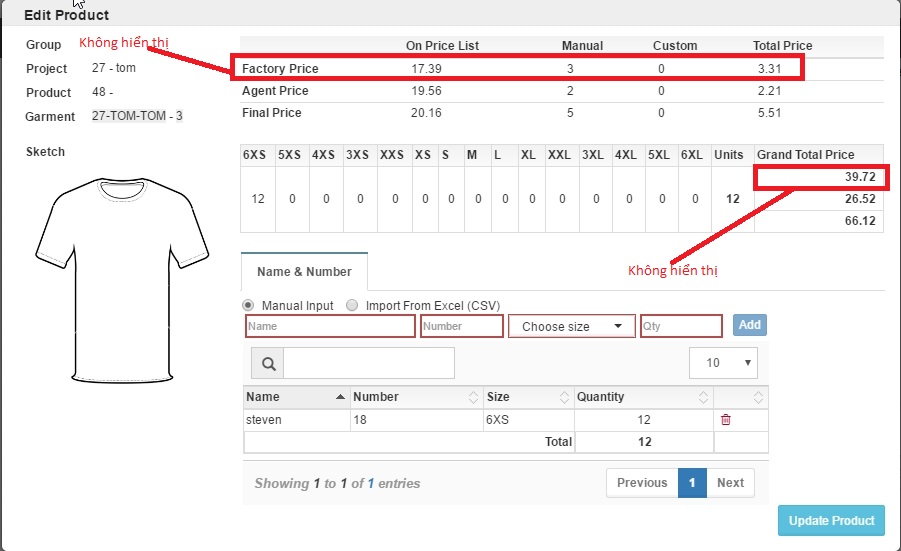 Edit Product
Group
Không hiển thị
Project 27 - tom
Product 48 -
Garment 27-TOM-TOM - 3
Sketch
On Price List Manual Custom Total Price
Factory Price 17.39 3 0 3.31
Agent Price 19.56 2 0 2.21
Final Price 20.16 5 0 5.51
6XS 5XS 4XS 3XS XXS XS S M L XL XXL 3XL 4XL 5XL 6XL Units Grand Total Price
39.72
12 0 0 0 0 0 0 0 0 0 0 0 0 0 0 12 26.52
66.12
Không hiển thị
Name & Number
Manual Input Import From Excel (CSV)
Name Number Choose size Qty Add
10
Name Number Size Quantity
steven 18 6XS 12
Total 12
Showing 1 to 1 of 1 entries Previous 1 Next
Update Product